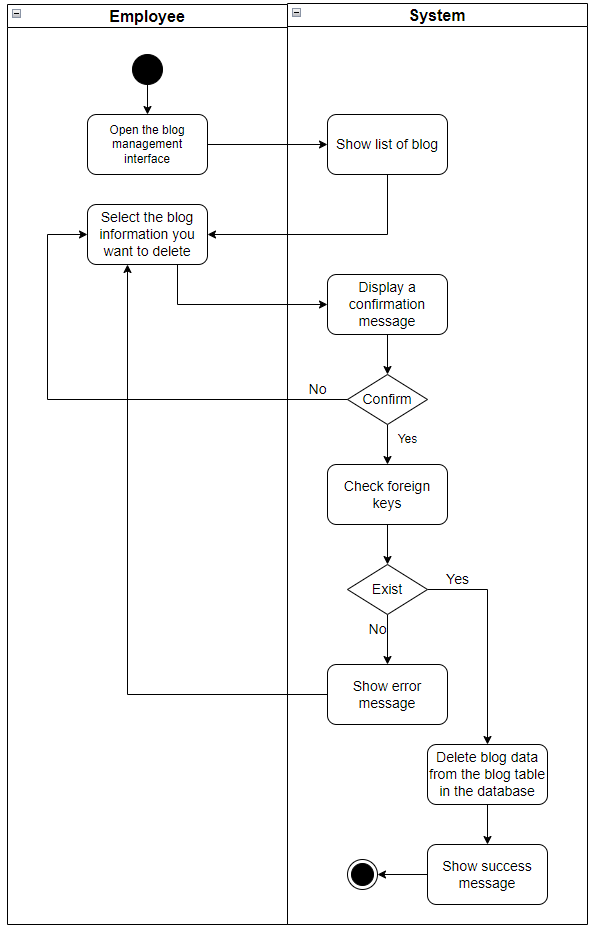 Employee
System
Open the blog
management
interface
Show list of blog
Select the blog
information you
want to delete
Display a
confirmation
message
No
Confirm
Yes
Check foreign
keys
Exist
Yes
No
Show error
message
Delete blog data
from the blog table
in the database
Show success
message